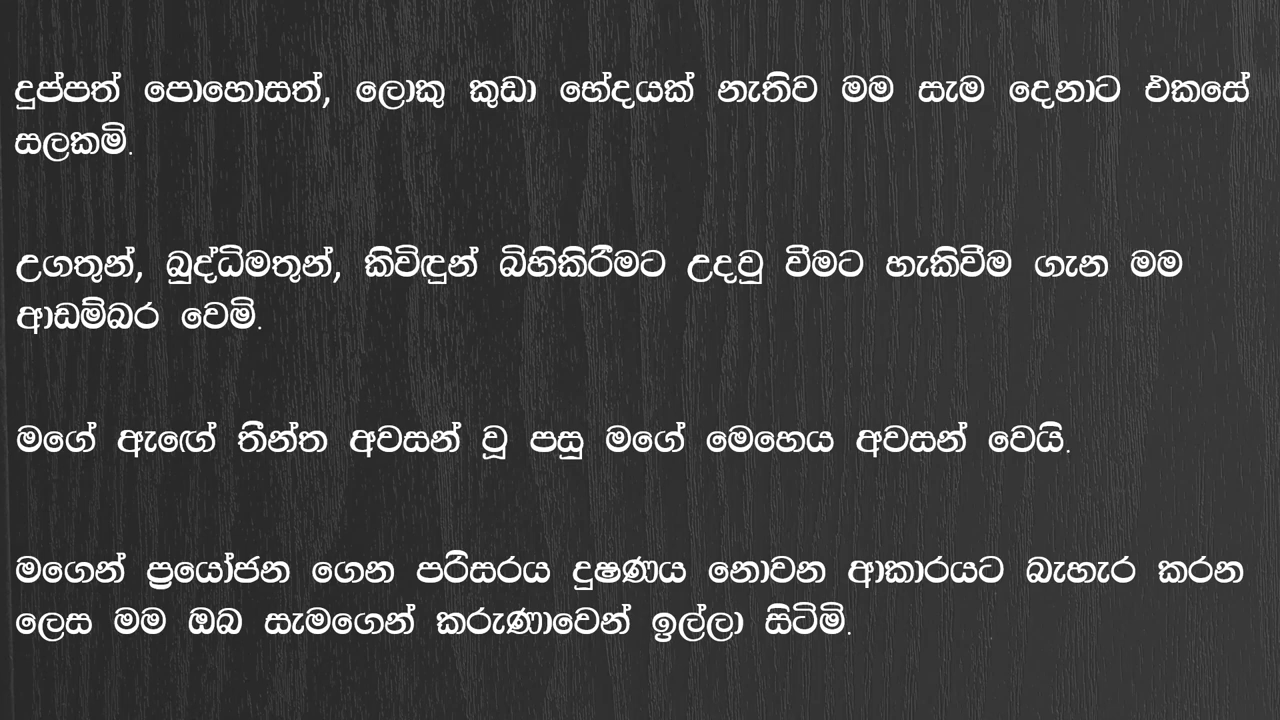 දුප්පත් පොහොසත්, ලොකු කුඩා භේදයක් නැතිව මම සැම දෙනාට එකසේ
සලකමි.
උගතුන්, බුද්ධිමතුන්, කිවිඳුන් බිහිකිරීමට උදවූ වීමට හැකිවීම ගැන මම
ආඩම්බර වෙමි.
මගේ ඇඟේ තීන්ත අවසන් වූ පසු මගේ මෙහෙය අවසන් වෙයි.
මගෙන් ප්‍රයෝජන ගෙන පරිසරය දුෂණය නොවන ආකාරයට බැහැර කරන
ලෙස මම ඔබ සැමගෙන් කරුණාවෙන් ඉල්ලා සිටිමි.